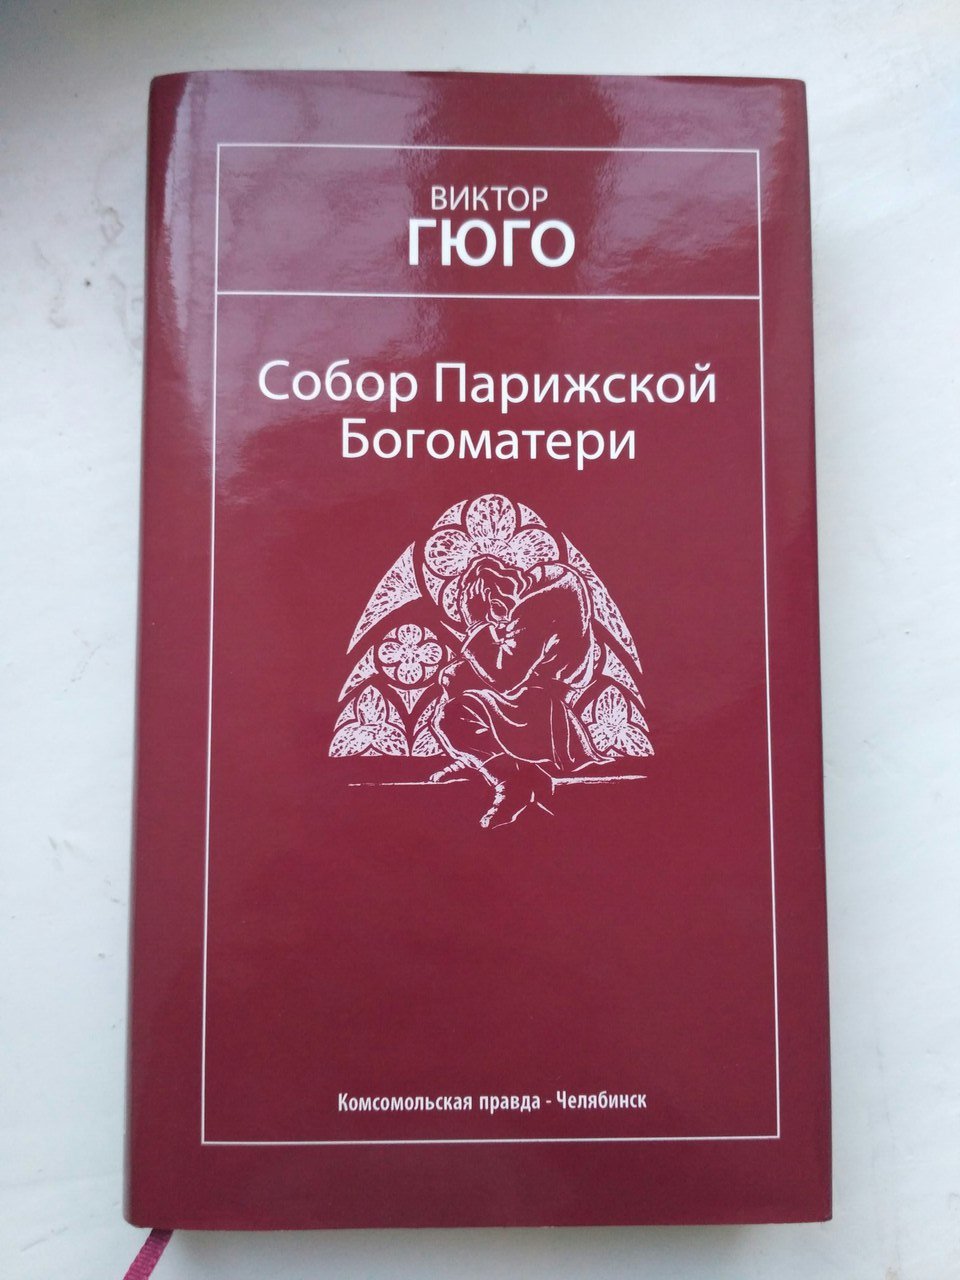 ВИКТОР
ГЮГО
Собор Парижской
Богоматери
Комсомольская правда - Челябинск